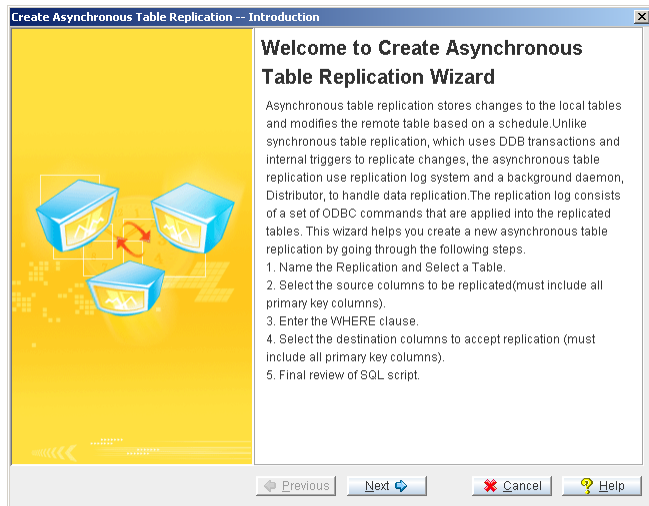 Create Asynchronous Table Replication -- Introduction
Welcome to Create Asynchronous
Table Replication Wizard
Asynchronous table replication stores changes to the local tables
and modifies the remote table based on a schedule.Unlike
synchronous table replication, which uses DDB transactions and
internal triggers to replicate changes, the asynchronous table
replication use replication log system and a background daemon,
Distributor, to handle data replication.The replication log consists
of a set of ODBC commands that are applied into the replicated
tables. This wizard helps you create a new asynchronous table
replication by going through the following steps.
1. Name the Replication and Select a Table.
2. Select the source columns to be replicated(must include all
primary key columns).
3. Enter the WHERE clause.
4. Select the destination columns to accept replication (must
include all primary key columns).
5. Final review of SQL script.
Previous Next Cancel Help